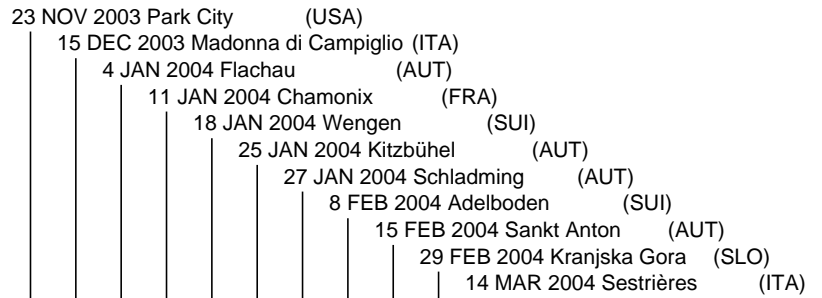 23 NOV 2003 Park City (USA)
15 DEC 2003 Madonna di Campiglio (ITA)
4 JAN 2004 Flachau (AUT)
11 JAN 2004 Chamonix (FRA)
18 JAN 2004 Wengen (SUI)
25 JAN 2004 Kitzbühel (AUT)
27 JAN 2004 Schladming (AUT)
8 FEB 2004 Adelboden (SUI)
15 FEB 2004 Sankt Anton (AUT)
29 FEB 2004 Kranjska Gora (SLO)
14 MAR 2004 Sestrières (ITA)